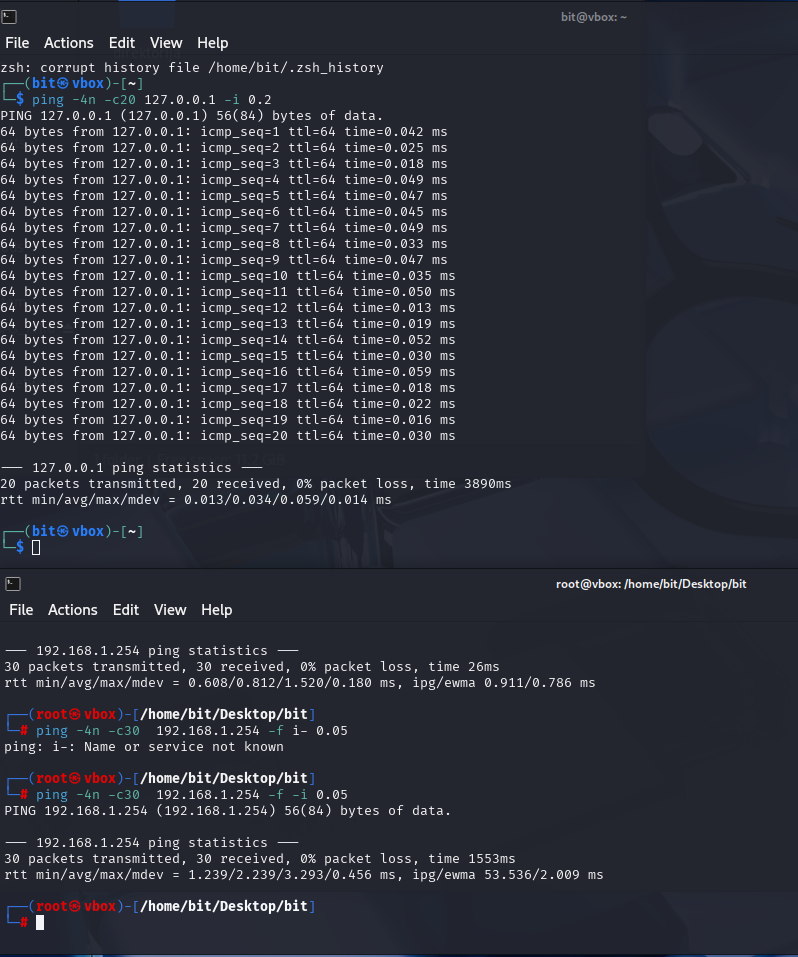 bit@vbox: ~
File Actions Edit View Help
zsh: corrupt history file /home/bit/.zsh_history
┌──(bit㉿vbox)-[~]
└─$ ping -4n -c20 127.0.0.1 -i 0.2
PING 127.0.0.1 (127.0.0.1) 56(84) bytes of data.
64 bytes from 127.0.0.1: icmp_seq=1 ttl=64 time=0.042 ms
64 bytes from 127.0.0.1: icmp_seq=2 ttl=64 time=0.025 ms
64 bytes from 127.0.0.1: icmp_seq=3 ttl=64 time=0.018 ms
64 bytes from 127.0.0.1: icmp_seq=4 ttl=64 time=0.049 ms
64 bytes from 127.0.0.1: icmp_seq=5 ttl=64 time=0.047 ms
64 bytes from 127.0.0.1: icmp_seq=6 ttl=64 time=0.045 ms
64 bytes from 127.0.0.1: icmp_seq=7 ttl=64 time=0.049 ms
64 bytes from 127.0.0.1: icmp_seq=8 ttl=64 time=0.033 ms
64 bytes from 127.0.0.1: icmp_seq=9 ttl=64 time=0.047 ms
64 bytes from 127.0.0.1: icmp_seq=10 ttl=64 time=0.035 ms
64 bytes from 127.0.0.1: icmp_seq=11 ttl=64 time=0.050 ms
64 bytes from 127.0.0.1: icmp_seq=12 ttl=64 time=0.013 ms
64 bytes from 127.0.0.1: icmp_seq=13 ttl=64 time=0.019 ms
64 bytes from 127.0.0.1: icmp_seq=14 ttl=64 time=0.052 ms
64 bytes from 127.0.0.1: icmp_seq=15 ttl=64 time=0.030 ms
64 bytes from 127.0.0.1: icmp_seq=16 ttl=64 time=0.059 ms
64 bytes from 127.0.0.1: icmp_seq=17 ttl=64 time=0.018 ms
64 bytes from 127.0.0.1: icmp_seq=18 ttl=64 time=0.022 ms
64 bytes from 127.0.0.1: icmp_seq=19 ttl=64 time=0.016 ms
64 bytes from 127.0.0.1: icmp_seq=20 ttl=64 time=0.030 ms
--- 127.0.0.1 ping statistics ---
20 packets transmitted, 20 received, 0% packet loss, time 3890ms
rtt min/avg/max/mdev = 0.013/0.034/0.059/0.014 ms
┌──(bit㉿vbox)-[~]
└─$
root@vbox: /home/bit/Desktop/bit
File Actions Edit View Help
--- 192.168.1.254 ping statistics ---
30 packets transmitted, 30 received, 0% packet loss, time 26ms
rtt min/avg/max/mdev = 0.608/0.812/1.520/0.180 ms, ipg/ewma 0.911/0.786 ms
┌──(root㉿vbox)-[/home/bit/Desktop/bit]
└─# ping -4n -c30  192.168.1.254 -f i- 0.05
ping: i-: Name or service not known
┌──(root㉿vbox)-[/home/bit/Desktop/bit]
└─# ping -4n -c30  192.168.1.254 -f -i 0.05
PING 192.168.1.254 (192.168.1.254) 56(84) bytes of data.
--- 192.168.1.254 ping statistics ---
30 packets transmitted, 30 received, 0% packet loss, time 1553ms
rtt min/avg/max/mdev = 1.239/2.239/3.293/0.456 ms, ipg/ewma 53.536/2.009 ms
┌──(root㉿vbox)-[/home/bit/Desktop/bit]
└─#